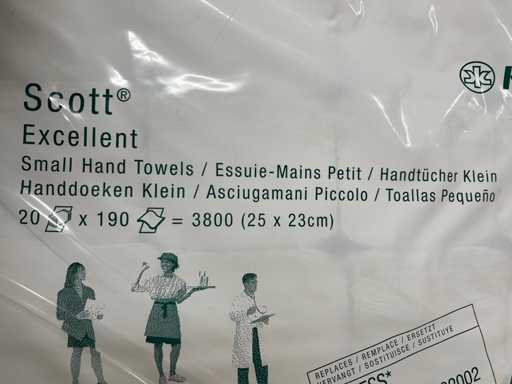 Scott®
Excellent
Small Hand Towels / Essuie-Mains Petit / Handtücher Klein
Handdoeken Klein / Asciugamani Piccolo / Toallas Pequeño
20 x 190 = 3800 (25 x 23cm)
REPLACES / REMPLACE / ERSETZT
VERVANGT / SOSTITUISCE / SUSTITUYE